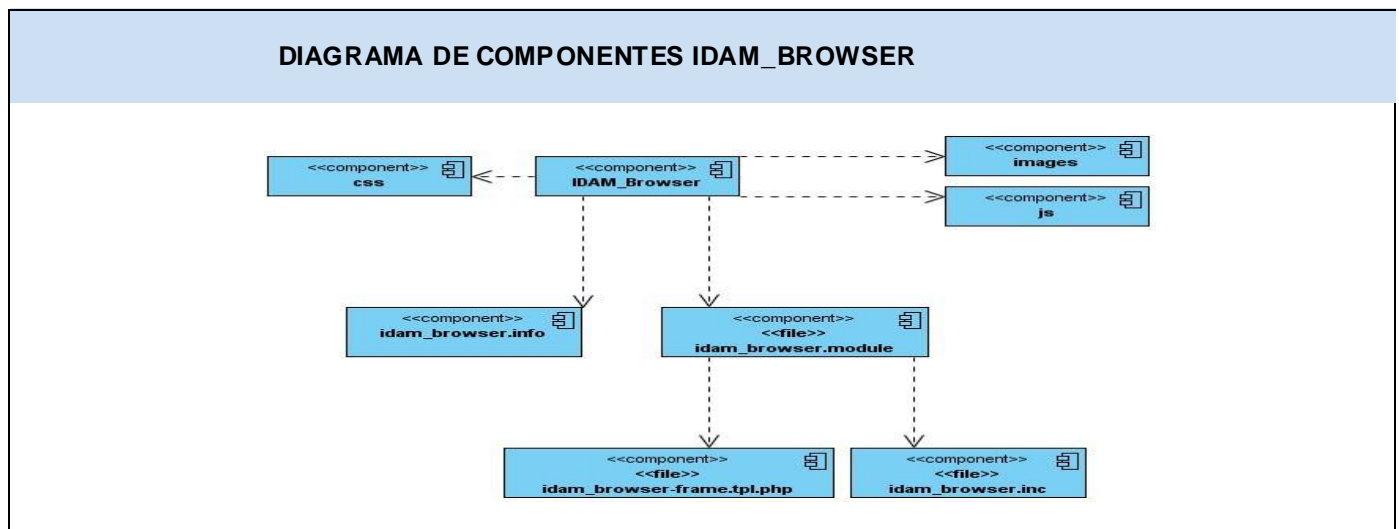 DIAGRAMA DE COMPONENTES IDAM_BROWSER
<<component>>
css
<<component>>
IDAM_Browser
<<component>>
images
<<component>>
js
<<component>>
idam_browser.info
<<component>>
<<file>>
idam_browser.module
<<component>>
<<file>>
idam_browser-frame.tpl.php
<<component>>
<<file>>
idam_browser.inc